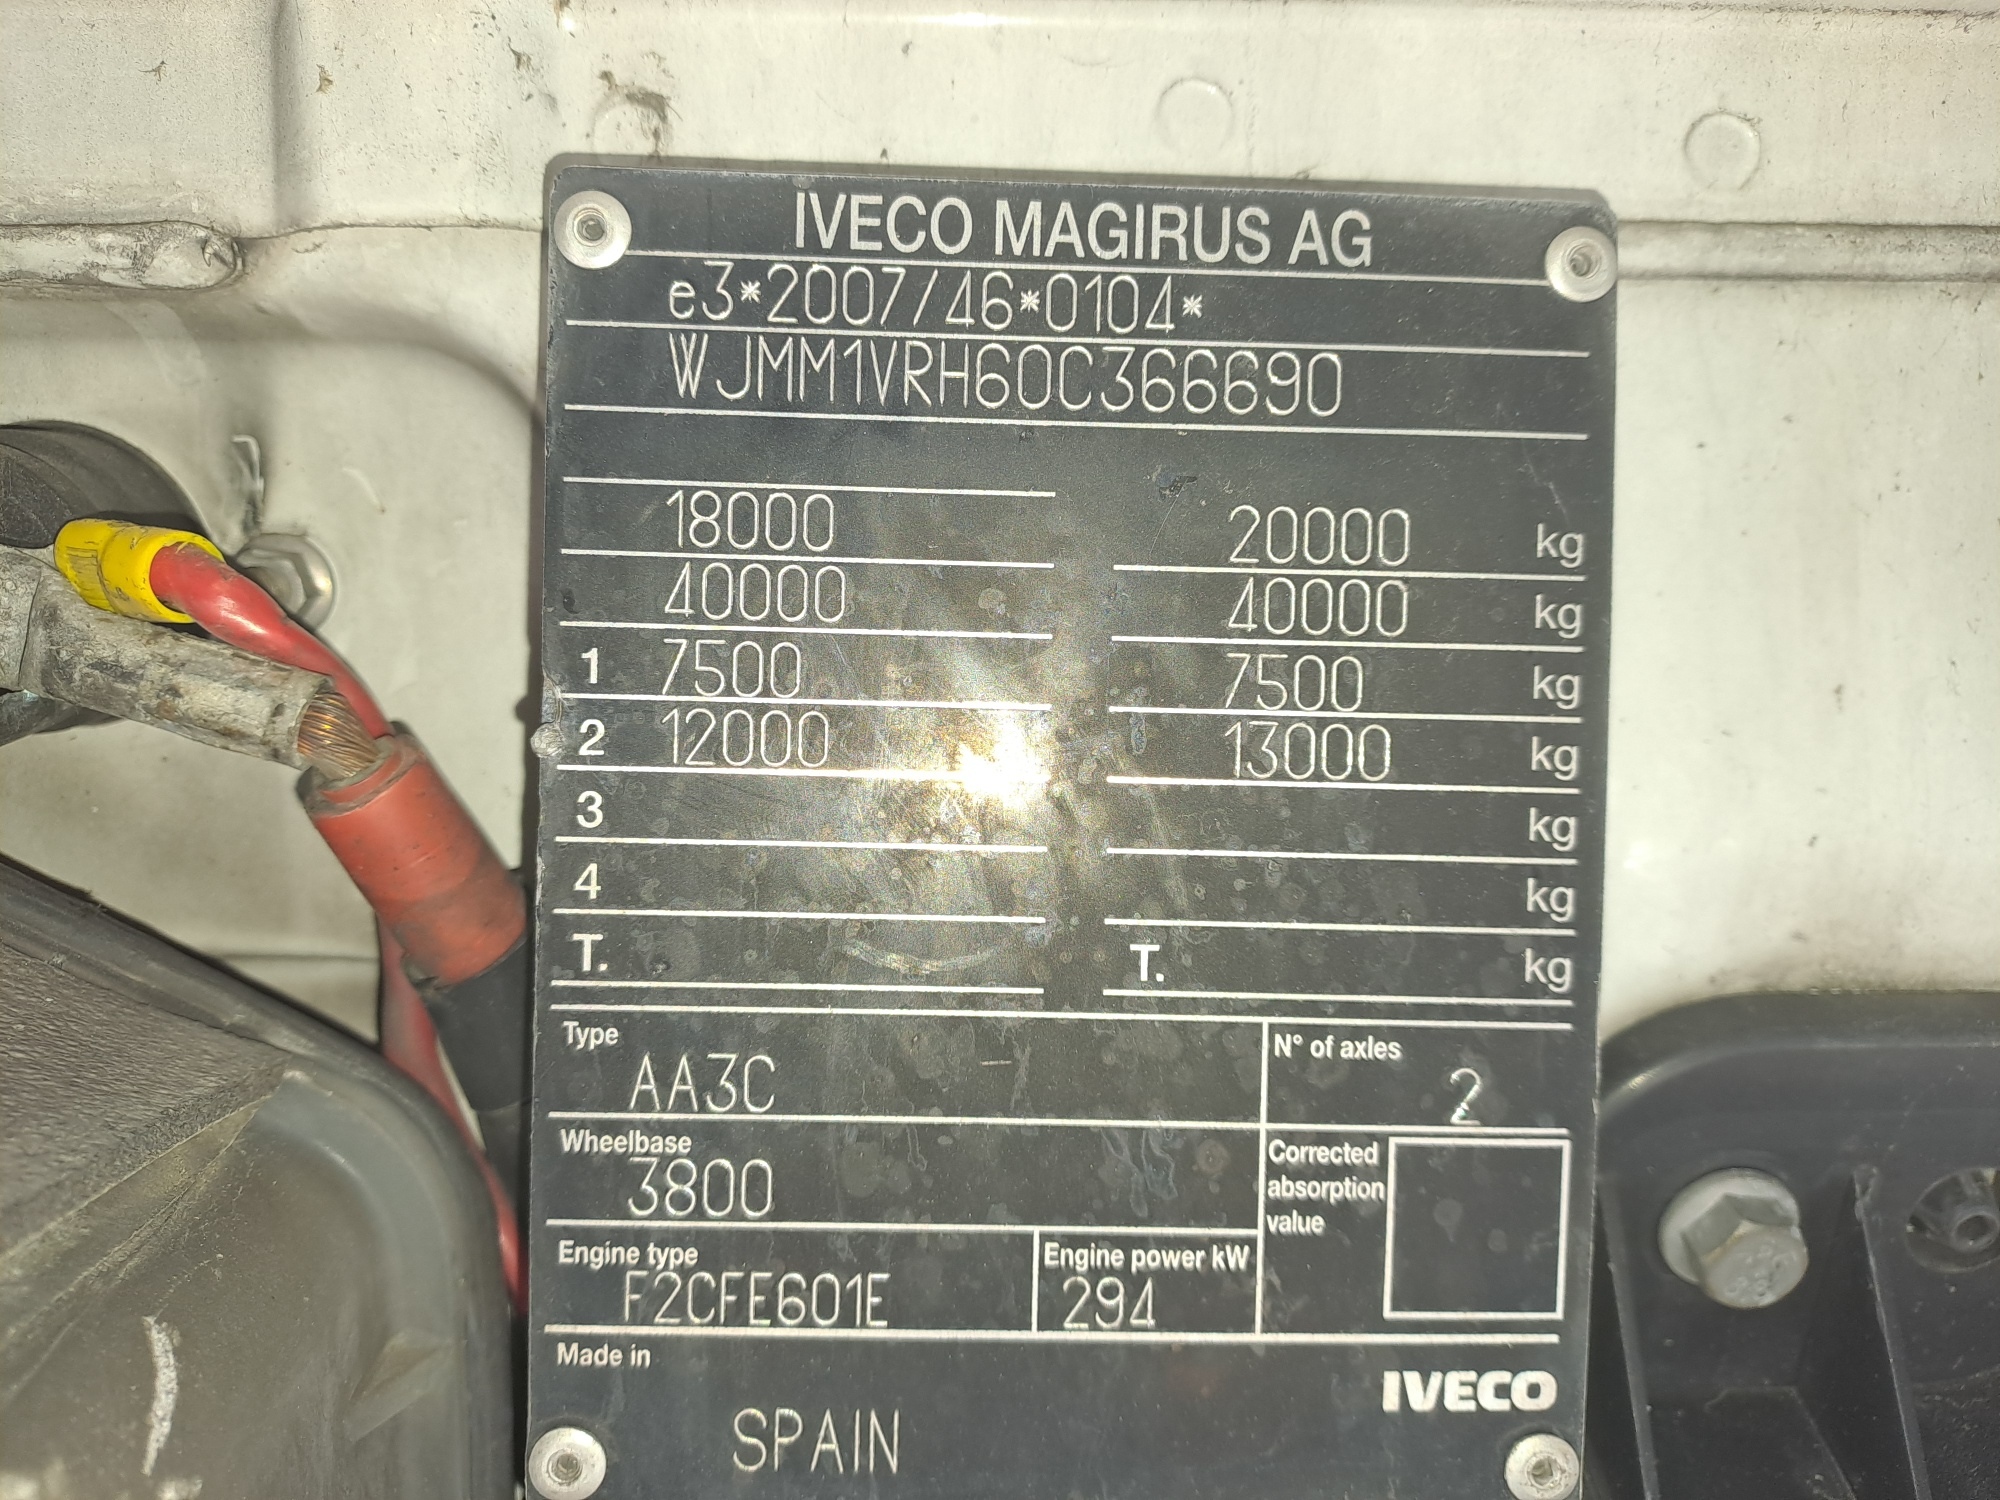 IVECO MAGIRUS AG
e3*2007/46*0104*
WJMM1VRH60C366690
18000 20000 kg
40000 40000 kg
1 7500 7500 kg
2 12000 13000 kg
3 kg
4 kg
T. T. kg
Type
AA3C
N° of axles
2
Wheelbase
3800
Corrected
absorption
value
Engine type
F2CFE601E
Engine power kW
294
Made in
SPAIN
IVECO